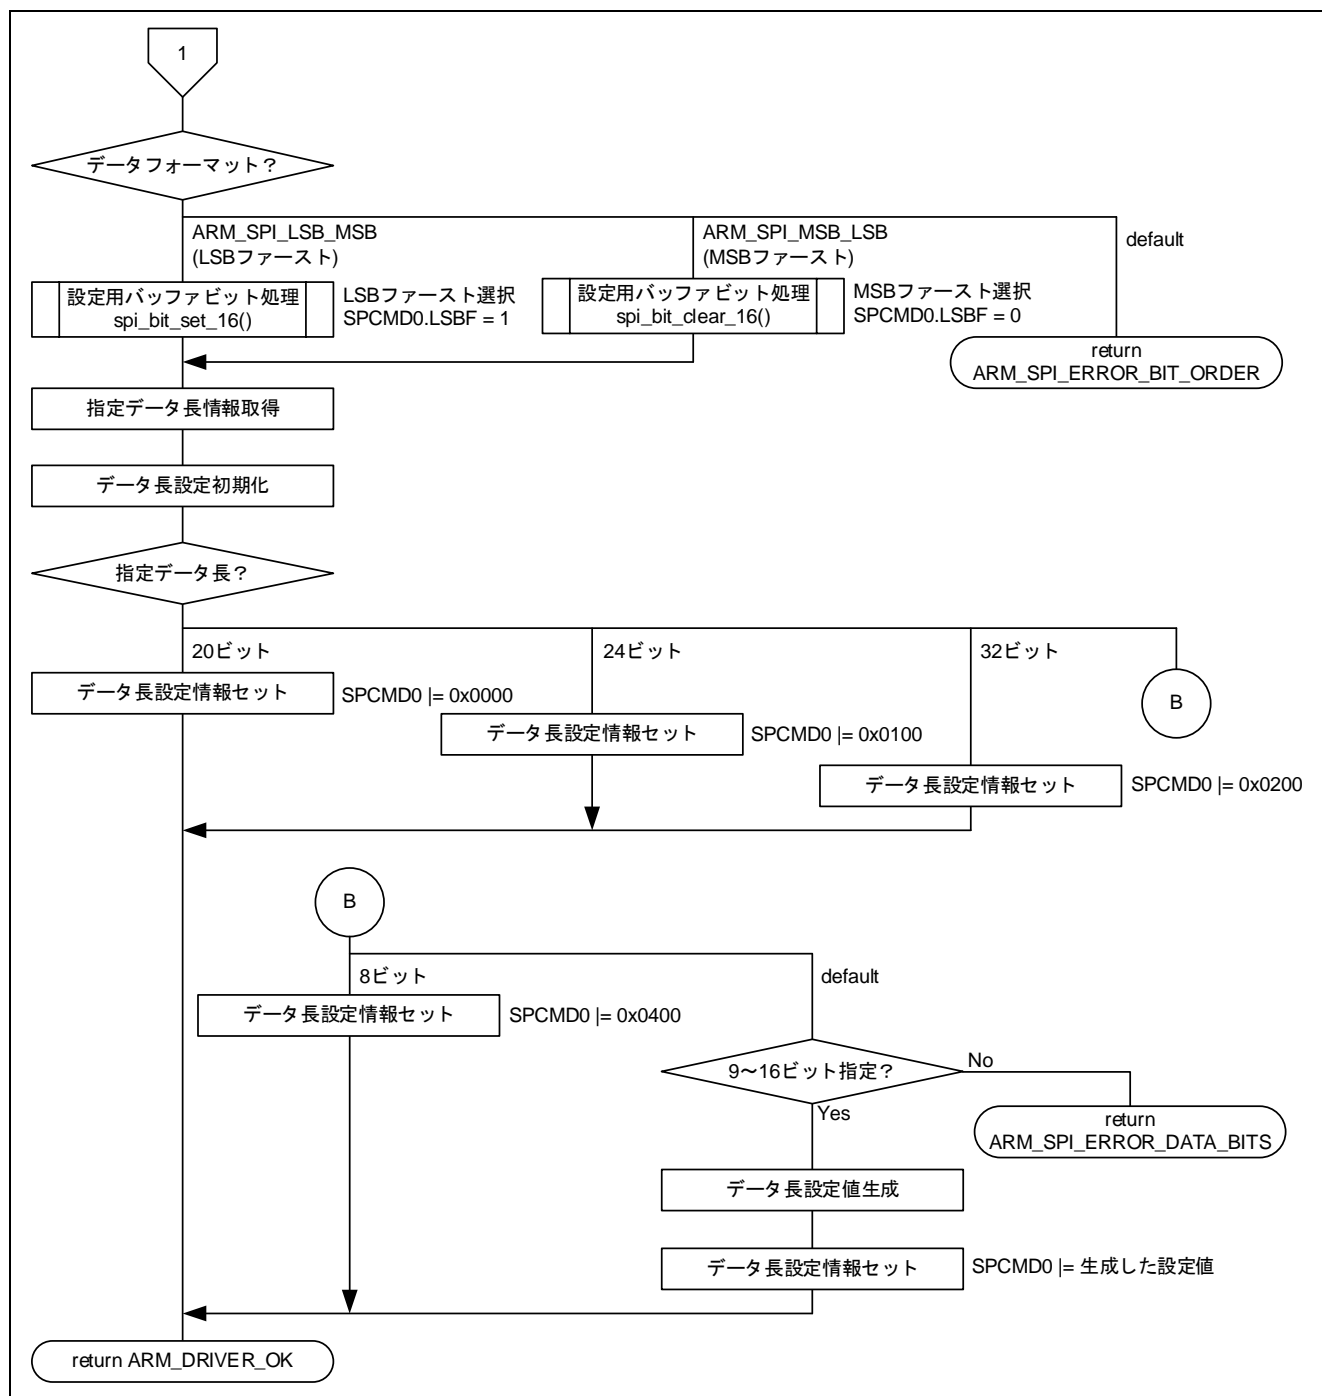 1
データフォーマット？
ARM_SPI_LSB_MSB
(LSBファースト)
ARM_SPI_MSB_LSB
(MSBファースト)
default
設定用バッファビット処理
spi_bit_set_16()
LSBファースト選択
SPCMD0.LSBF = 1
設定用バッファビット処理
spi_bit_clear_16()
MSBファースト選択
SPCMD0.LSBF = 0
return
ARM_SPI_ERROR_BIT_ORDER
指定データ長情報取得
データ長設定初期化
指定データ長？
20ビット
24ビット
32ビット
データ長設定情報セット
SPCMD0 |= 0x0000
B
データ長設定情報セット
SPCMD0 |= 0x0100
データ長設定情報セット
SPCMD0 |= 0x0200
B
8ビット
default
データ長設定情報セット
SPCMD0 |= 0x0400
9～16ビット指定？
No
Yes
return
ARM_SPI_ERROR_DATA_BITS
データ長設定値生成
データ長設定情報セット
SPCMD0 |= 生成した設定値
return ARM_DRIVER_OK